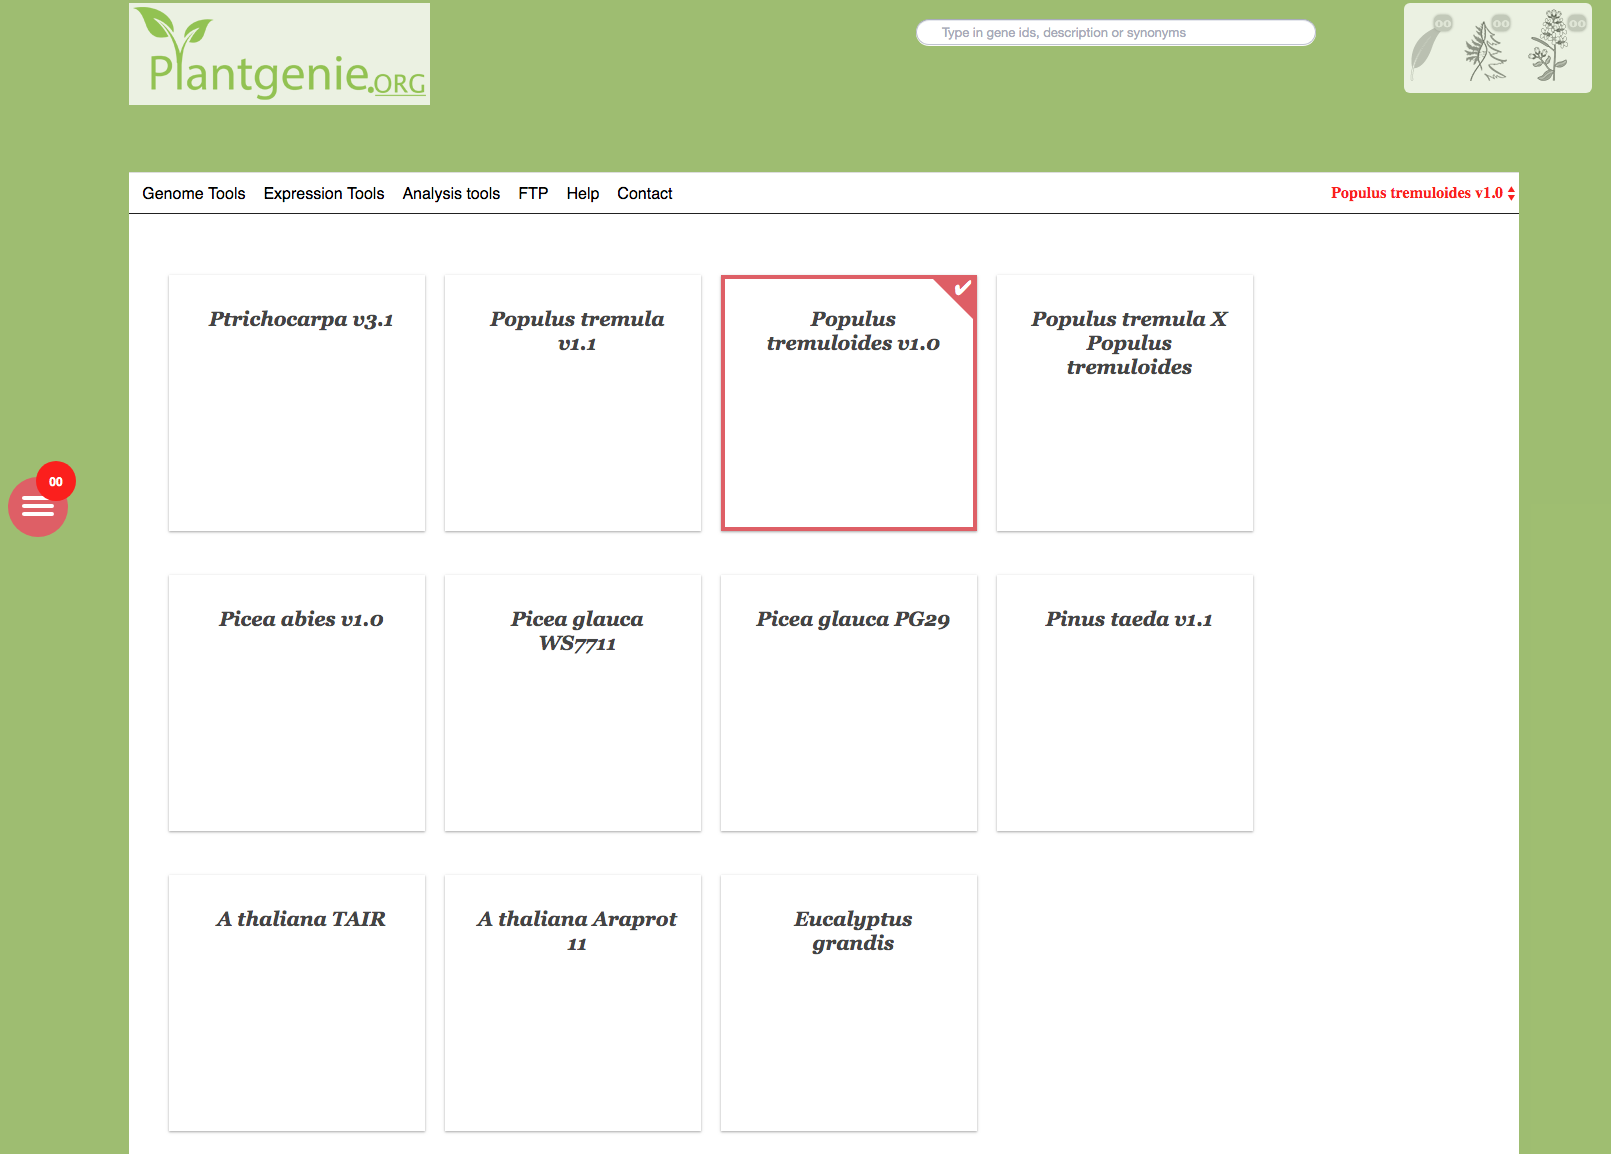 Plantgenie.ORG
Type in gene ids, description or synonyms
00 00 00
Genome Tools Expression Tools Analysis tools FTP Help Contact
Populus tremuloides v1.0
Ptrichocarpa v3.1
Populus tremula
v1.1
Populus
tremuloides v1.0
Populus tremula X
Populus
tremuloides
00
Picea abies v1.0
Picea glauca
WS7711
Picea glauca PG29
Pinus taeda v1.1
A thaliana TAIR
A thaliana Araprot
11
Eucalyptus
grandis